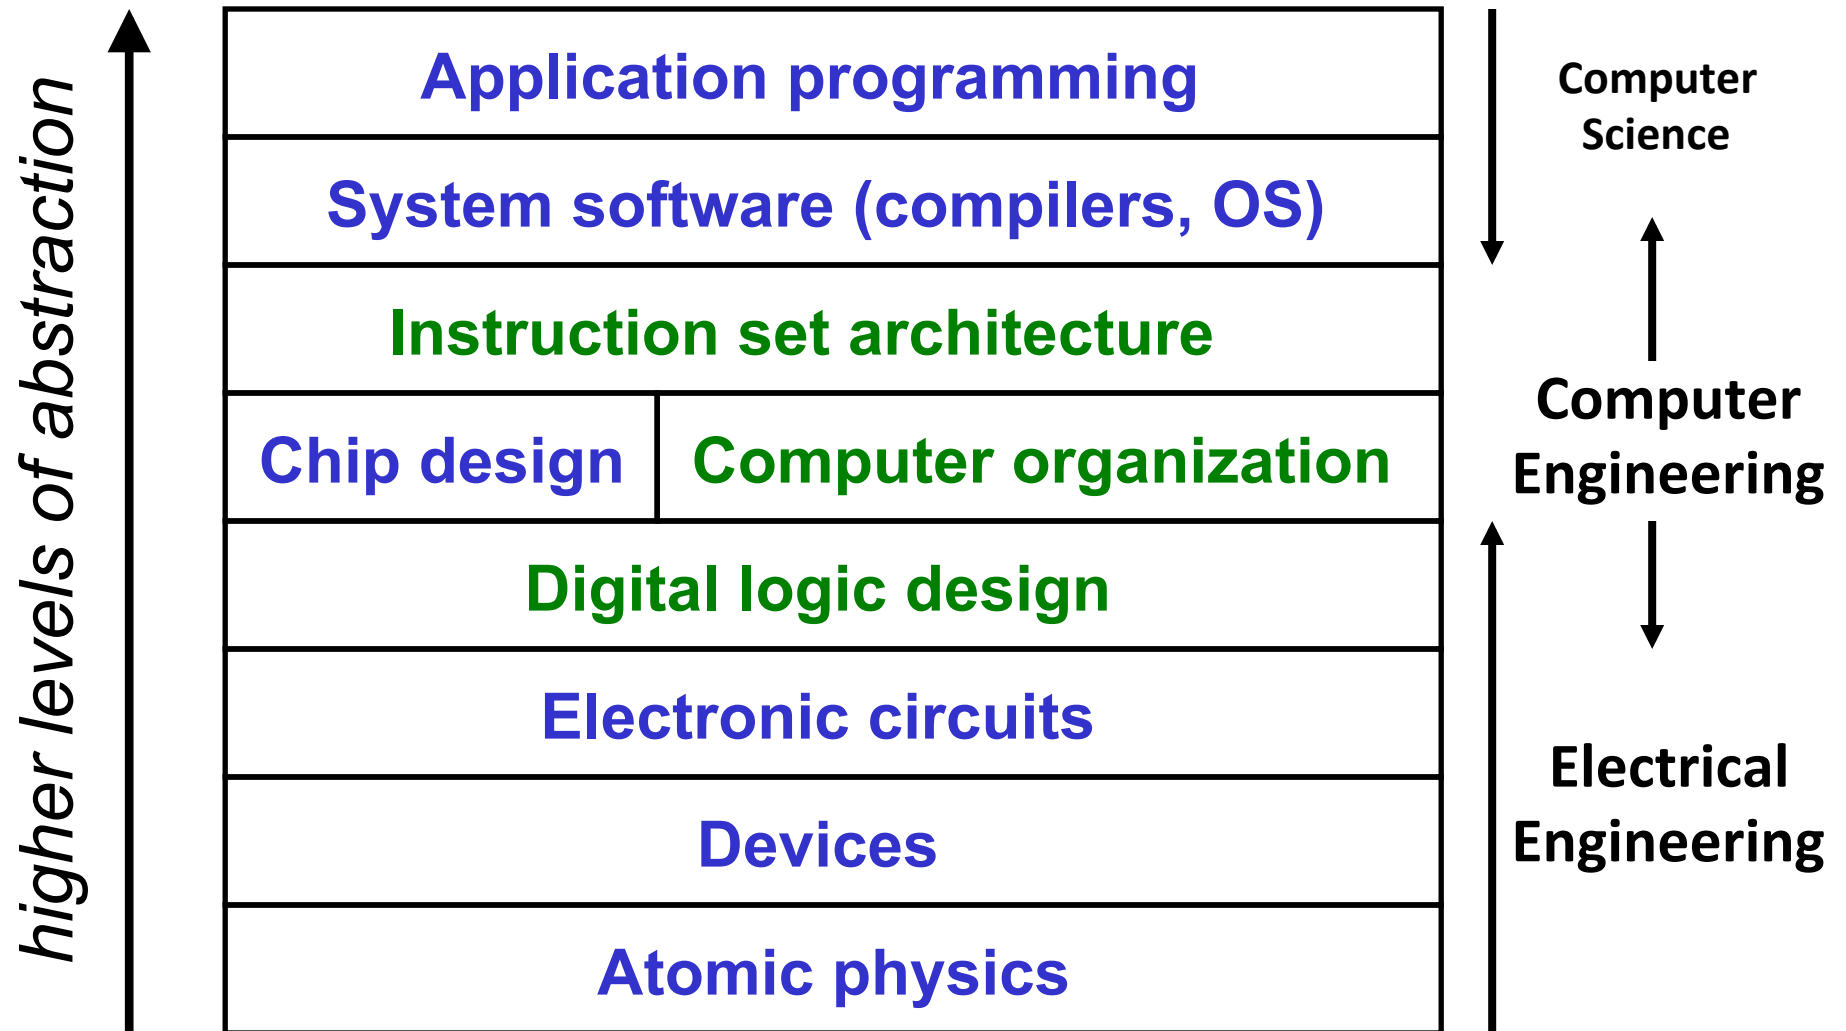 higher levels of abstraction
Application programming
System software (compilers, OS)
Instruction set architecture
Chip design
Computer organization
Digital logic design
Electronic circuits
Devices
Atomic physics
Computer
Science
Computer
Engineering
Electrical
Engineering